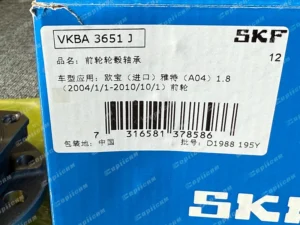 VKBA 3651 J
SKF
12
品名：前轮轮毂轴承
车型应用：欧宝（进口）雅特（A04）1.8
（2004/1/1-2010/10/1）前轮
7 316581 378586
包装地：中国
批号：D1988 195Y
SKF